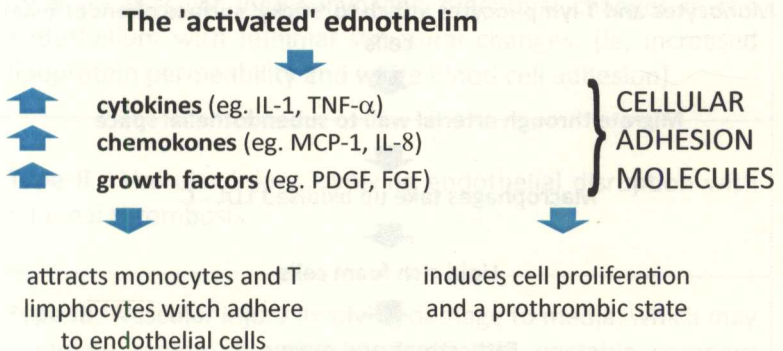 The 'activated' ednothelim
cytokines (eg. IL-1, TNF-α)
chemokones (eg. MCP-1, IL-8)
growth factors (eg. PDGF, FGF)
CELLULAR
ADHESION
MOLECULES
attracts monocytes and T
limphocytes witch adhere
to endothelial cells
induces cell proliferation
and a prothrombic state